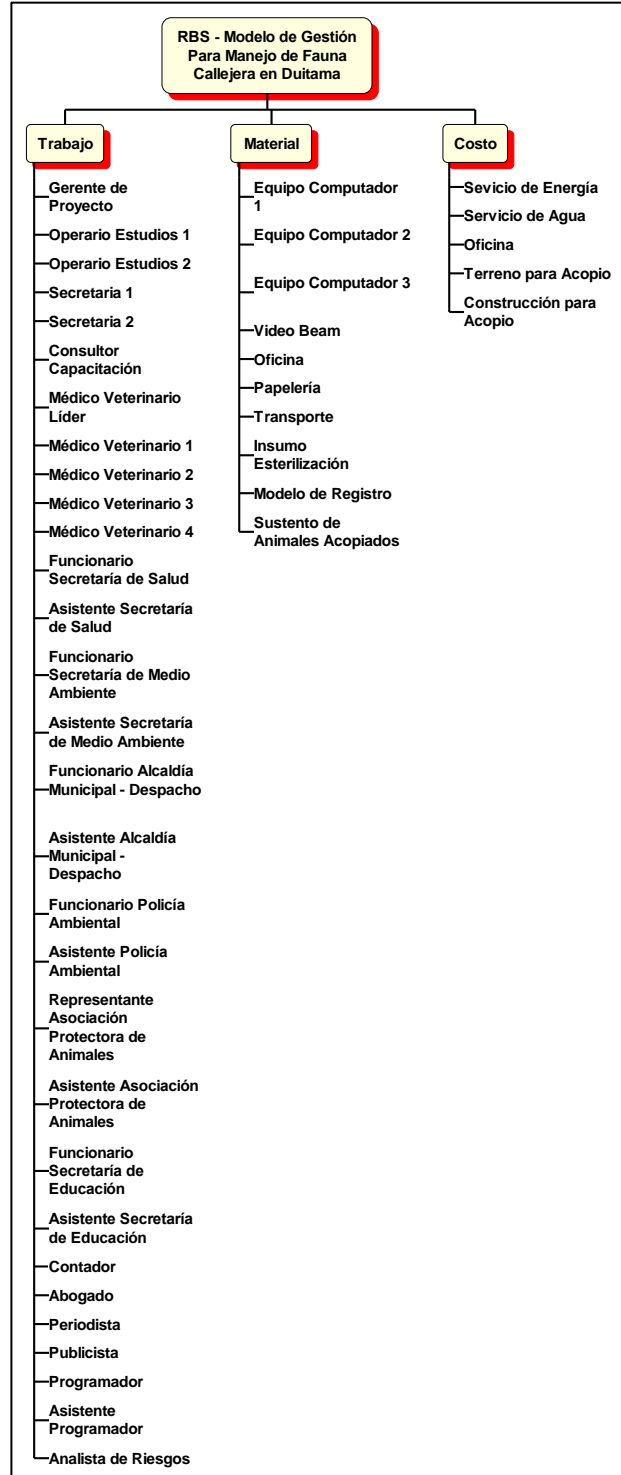 RBS - Modelo de Gestión
Para Manejo de Fauna
Callejera en Duitama
Trabajo
Gerente de
Proyecto
Operario Estudios 1
Operario Estudios 2
Secretaria 1
Secretaria 2
Consultor
Capacitación
Médico Veterinario
Líder
Médico Veterinario 1
Médico Veterinario 2
Médico Veterinario 3
Médico Veterinario 4
Funcionario
Secretaría de Salud
Asistente Secretaría
de Salud
Funcionario
Secretaría de Medio
Ambiente
Asistente Secretaría
de Medio Ambiente
Funcionario Alcaldía
Municipal - Despacho
Asistente Alcaldía
Municipal -
Despacho
Funcionario Policía
Ambiental
Asistente Policía
Ambiental
Representante
Asociación
Protectora de
Animales
Asistente Asociación
Protectora de
Animales
Funcionario
Secretaría de
Educación
Asistente Secretaría
de Educación
Contador
Abogado
Periodista
Publicista
Programador
Asistente
Programador
Analista de Riesgos
Material
Equipo Computador
1
Equipo Computador 2
Equipo Computador 3
Video Beam
Oficina
Papelería
Transporte
Insumo
Esterilización
Modelo de Registro
Sustento de
Animales Acopiados
Costo
Sevicio de Energía
Servicio de Agua
Oficina
Terreno para Acopio
Construcción para
Acopio